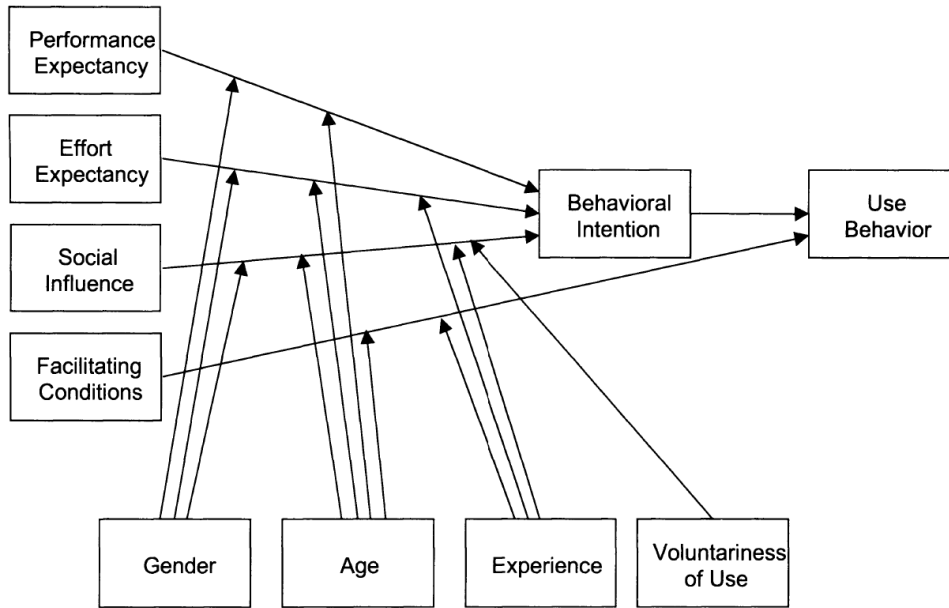 Performance
Expectancy
Effort
Expectancy
Social
Influence
Facilitating
Conditions
Behavioral
Intention
Use
Behavior
Gender
Age
Experience
Voluntariness
of Use